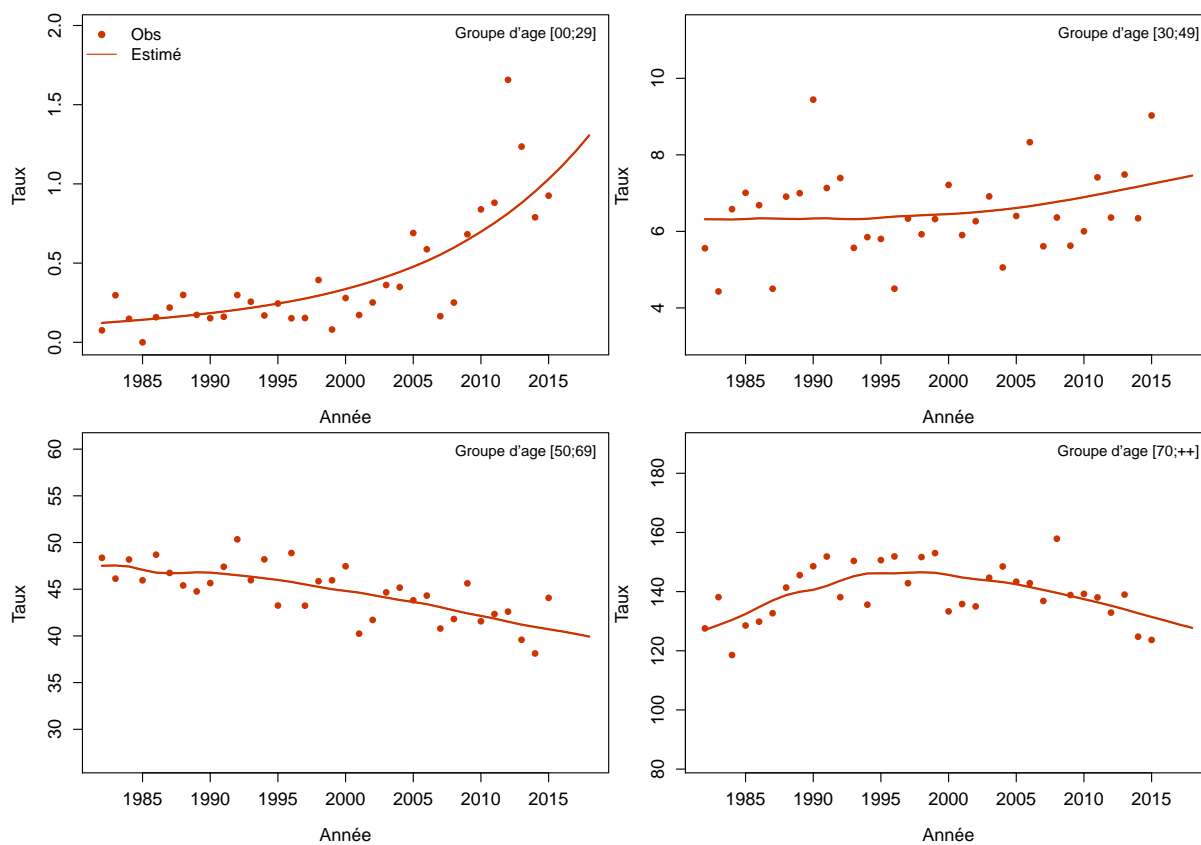 Groupe d'age [00;29]
Obs
Estimé
2.0
1.5
1.0
0.5
0.0
Taux
1985 1990 1995 2000 2005 2010 2015
Année
Groupe d'age [30;49]
10
8
6
4
Taux
1985 1990 1995 2000 2005 2010 2015
Année
Groupe d'age [50;69]
60
55
50
45
40
35
30
Taux
1985 1990 1995 2000 2005 2010 2015
Année
Groupe d'age [70;++]
180
160
140
120
100
80
Taux
1985 1990 1995 2000 2005 2010 2015
Année